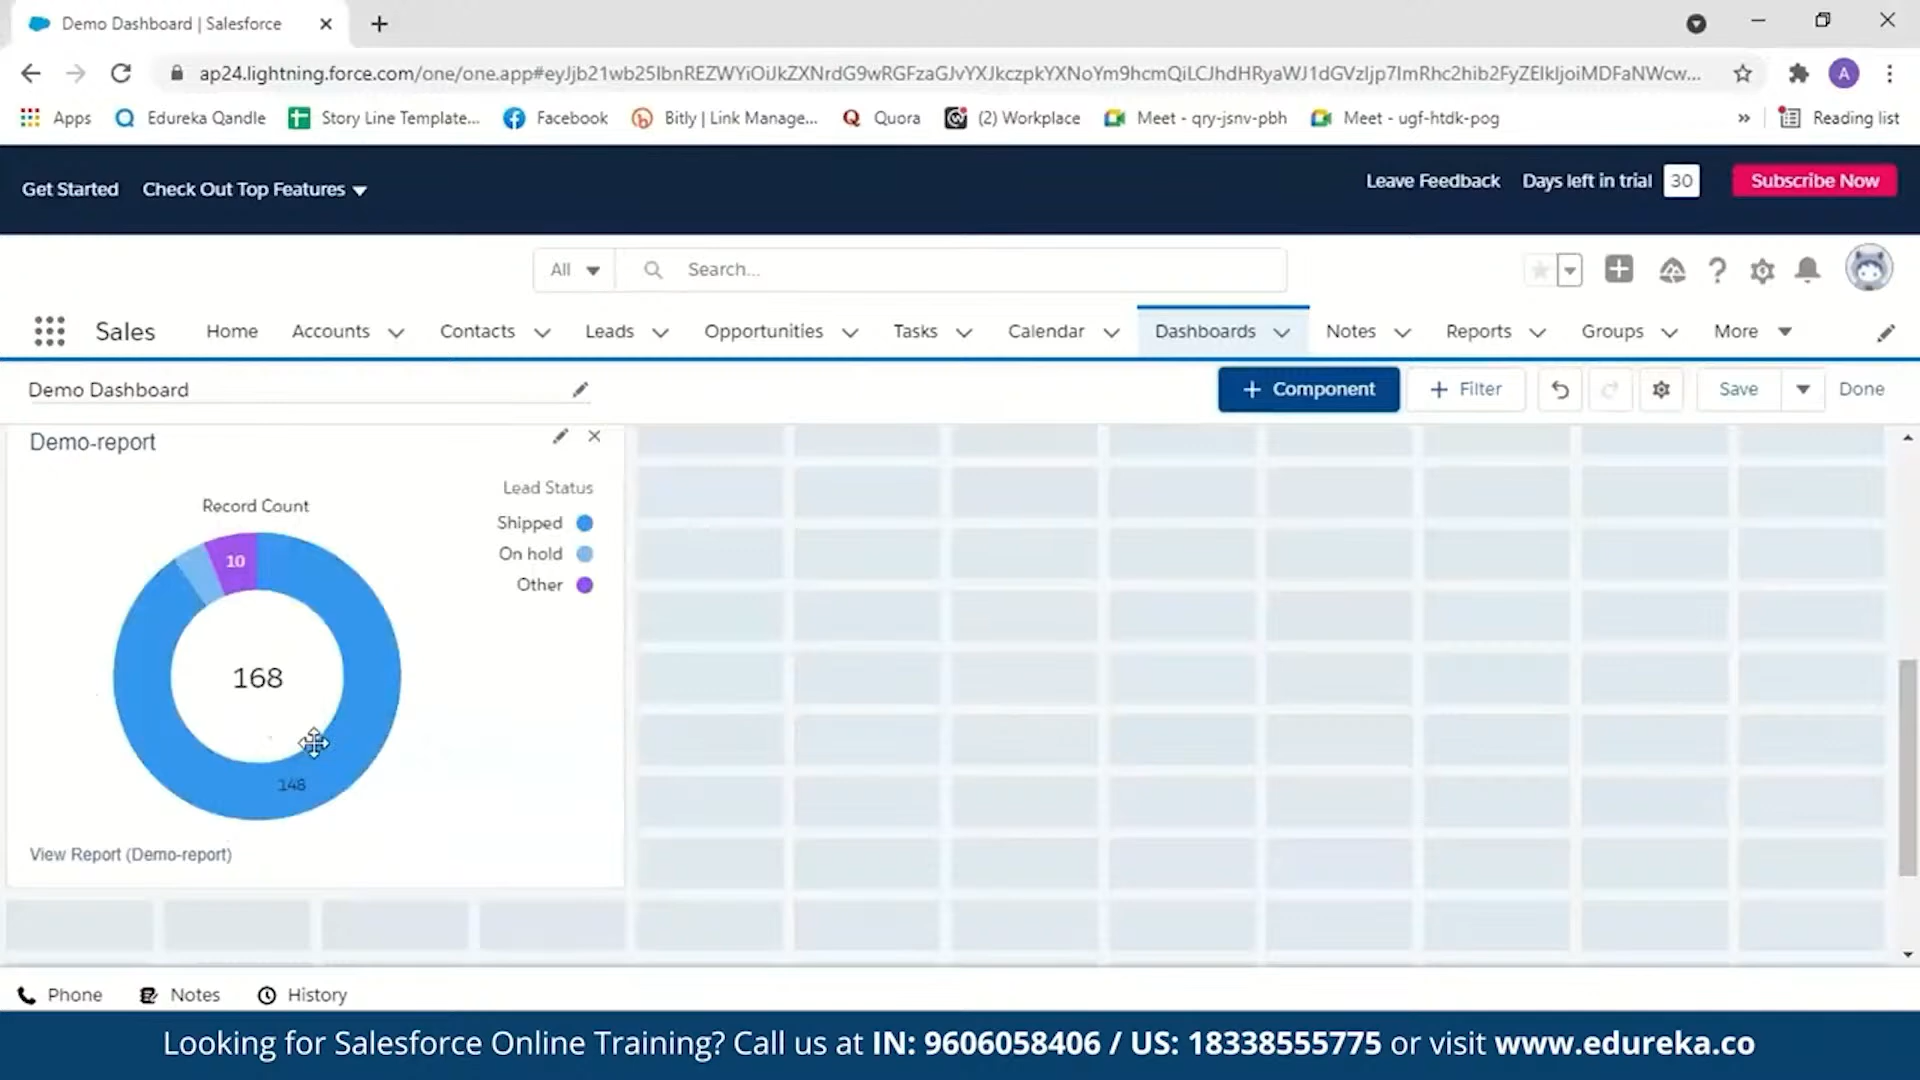 Demo Dashboard | Salesforce
ap24.lightning.force.com/one/one.app#eyJjb21wb25lbnREZWYiOiJkZXNrdG9wRGFzaGJvYXJkczpkYXNoYm9hcmQiLCJhdHRyaWJ1dGVzIjp7ImRhc2hib2FyZElkIjoiMDFaNWcw...
Apps Edureka Qandle Story Line Template... Facebook Bitly | Link Manage... Quora (2) Workplace Meet - qry-jsnv-pbh Meet - ugf-htdk-pog » Reading list
A
Get Started Check Out Top Features Leave Feedback Days left in trial 30 Subscribe Now
All Search...
Sales Home Accounts Contacts Leads Opportunities Tasks Calendar Dashboards Notes Reports Groups More
Demo Dashboard + Component + Filter Save Done
Demo-report
Lead Status
Record Count
Shipped
On hold
10
Other
168
148
View Report (Demo-report)
Phone Notes History
Looking for Salesforce Online Training? Call us at IN: 9606058406 / US: 18338555775 or visit www.edureka.co